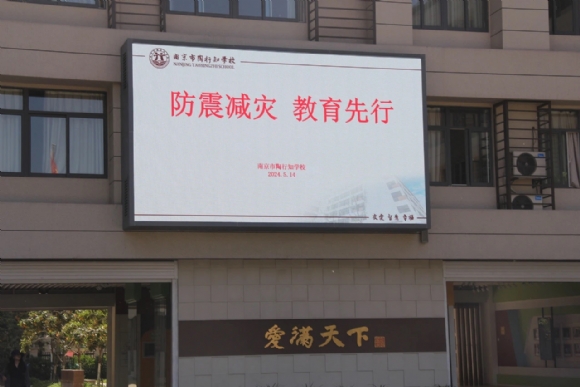 南京市陶行知学校
防震减灾 教育先行
南京市陶行知学校
2024.5.14
爱满天下